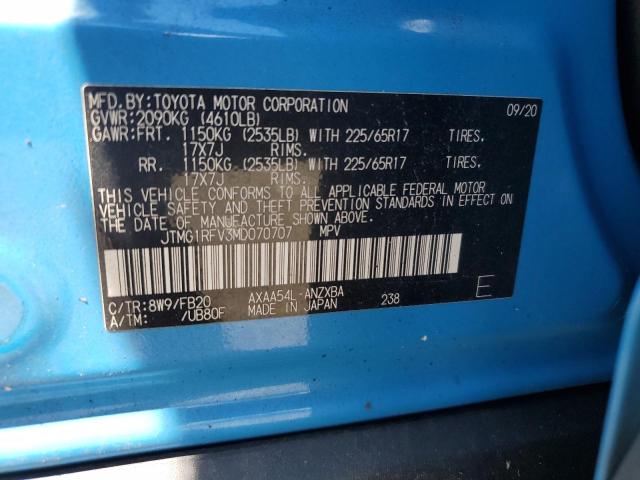 MFD. BY: TOYOTA MOTOR CORPORATION 09/20
GVWR: 2090KG (4610LB)
GAWR: FRT. 1150KG (2535LB) WITH 225/65R17 TIRES.
17X7J RIMS.
RR. 1150KG (2535LB) WITH 225/65R17 TIRES.
17X7J RIMS.
THIS VEHICLE CONFORMS TO ALL APPLICABLE FEDERAL MOTOR
VEHICLE SAFETY AND THEFT PREVENTION STANDARDS IN EFFECT ON
THE DATE OF MANUFACTURE SHOWN ABOVE.
JTMG1RFV3MD070707 MPV
C/TR: 8W9/FB20 AXAA54L-ANZXBA 238 E
A/TM: /UB80F MADE IN JAPAN